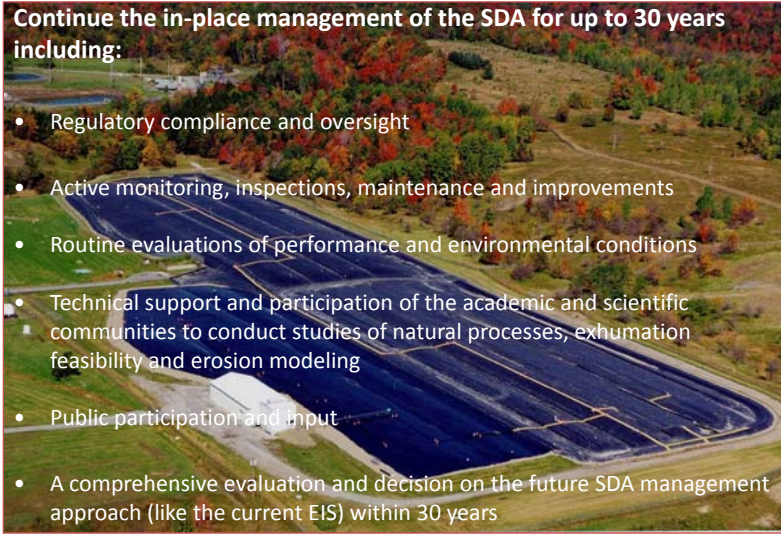 Continue the in-place management of the SDA for up to 30 years
including:
• Regulatory compliance and oversight
• Active monitoring, inspections, maintenance and improvements
• Routine evaluations of performance and environmental conditions
• Technical support and participation of the academic and scientific
communities to conduct studies of natural processes, exhumation
feasibility and erosion modeling
• Public participation and input
• A comprehensive evaluation and decision on the future SDA management
approach (like the current EIS) within 30 years